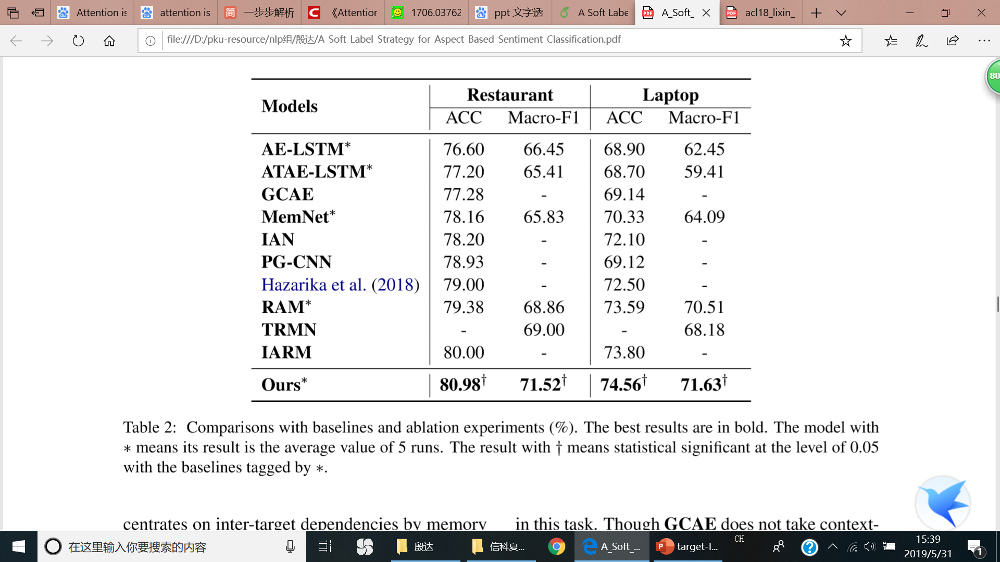 Attention is
attention is
简 一步步解析
C 《Attention
1706.03762
ppt 文字透
A Soft Labe
PDF A_Soft_
PDF acl18_lixin_
file:///D:/pku-resource/nlp组/殷达/A_Soft_Label_Strategy_for_Aspect_Based_Sentiment_Classification.pdf
80
Models Restaurant Laptop
ACC Macro-F1 ACC Macro-F1
AE-LSTM* 76.60 66.45 68.90 62.45
ATAE-LSTM* 77.20 65.41 68.70 59.41
GCAE 77.28 - 69.14 -
MemNet* 78.16 65.83 70.33 64.09
IAN 78.20 - 72.10 -
PG-CNN 78.93 - 69.12 -
Hazarika et al. (2018) 79.00 - 72.50 -
RAM* 79.38 68.86 73.59 70.51
TRMN - 69.00 - 68.18
IARM 80.00 - 73.80 -
Ours* 80.98† 71.52† 74.56† 71.63†
Table 2: Comparisons with baselines and ablation experiments (%). The best results are in bold. The model with
* means its result is the average value of 5 runs. The result with † means statistical significant at the level of 0.05
with the baselines tagged by *.
centrates on inter-target dependencies by memory
in this task. Though GCAE does not take context-
在这里输入你要搜索的内容
殷达
信科夏...
A_Soft_...
target-l...
CH
15:39
2019/5/31
1